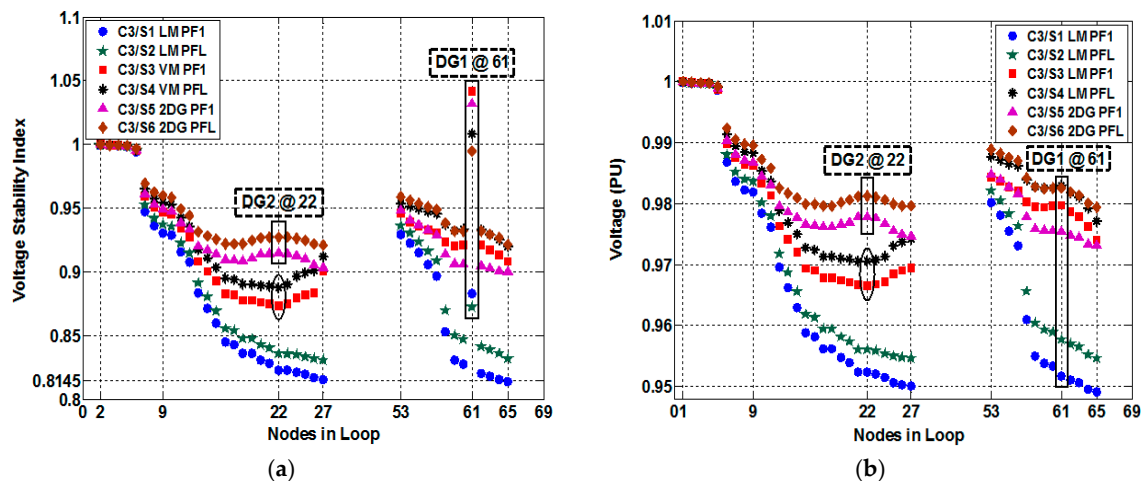 1.1
1.05
1
0.95
0.9
0.85
0.8145
0.8
Voltage Stability Index
C3/S1 LM PF1
C3/S2 LM PFL
C3/S3 VM PF1
C3/S4 VM PFL
C3/S5 2DG PF1
C3/S6 2DG PFL
DG1 @ 61
DG2 @ 22
2 9 22 27 53 61 65 69
Nodes in Loop
(a)
1.01
1
0.99
0.98
0.97
0.96
0.95
Voltage (PU)
C3/S1 LM PF1
C3/S2 LM PFL
C3/S3 LM PF1
C3/S4 LM PFL
C3/S5 2DG PF1
C3/S6 2DG PFL
DG2 @ 22
DG1 @ 61
01 9 22 27 53 61 65 69
Nodes in Loop
(b)